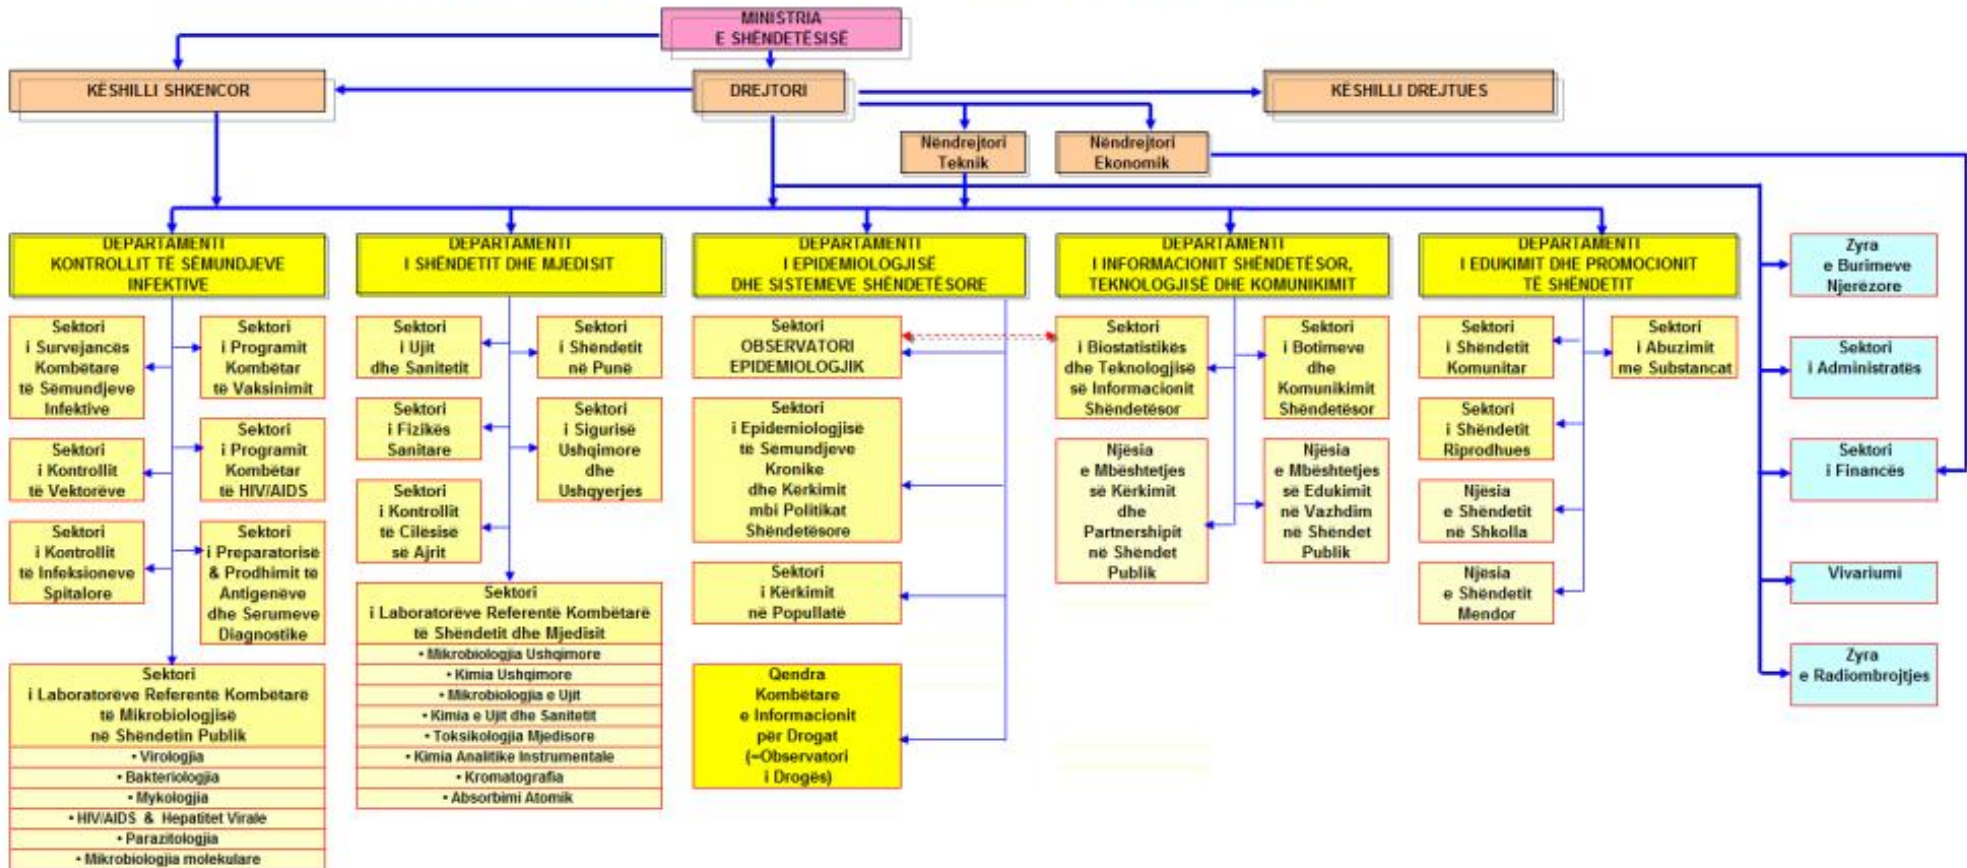 MINISTRIA
E SHËNDETËSISË
KËSHILLI SHKENCOR
DREJTORI
KËSHILLI DREJTUES
Nëndrejtori
Teknik
Nëndrejtori
Ekonomik
DEPARTAMENTI
KONTROLLIT TË SËMUNDJEVE
INFEKTIVE
DEPARTAMENTI
I SHËNDETIT DHE MJEDISIT
DEPARTAMENTI
I EPIDEMIOLOGJISË
DHE SISTEMEVE SHËNDETËSORE
DEPARTAMENTI
I INFORMACIONIT SHËNDETËSOR,
TEKNOLOGJISË DHE KOMUNIKIMIT
DEPARTAMENTI
I EDUKIMIT DHE PROMOCIONIT
TË SHËNDETIT
Sektori
i Survejancës
Kombëtare
të Sëmundjeve
Infektive
Sektori
i Programit
Kombëtar
të Vaksinimit
Sektori
i Kontrollit
të Vektorëve
Sektori
i Programit
Kombëtar
të HIV/AIDS
Sektori
i Kontrollit
të Infeksioneve
Spitalore
Sektori
i Preparatorisë
& Prodhimit të
Antigenëve
dhe Serumeve
Diagnostike
Sektori
i Laboratorëve Referentë Kombëtarë
të Mikrobiologjisë
në Shëndetin Publik
• Virologjia
• Bakteriologjia
• Mykologjia
• HIV/AIDS & Hepatitet Virale
• Parazitologjia
• Mikrobiologjia molekulare
Sektori
i Ujit
dhe Sanitetit
Sektori
i Shëndetit
në Punë
Sektori
i Fizikës
Sanitare
Sektori
i Sigurisë
Ushqimore
dhe
Ushqyerjes
Sektori
i Kontrollit
të Cilësisë
së Ajrit
Sektori
i Laboratorëve Referentë Kombëtarë
të Shëndetit dhe Mjedisit
• Mikrobiologjia Ushqimore
• Kimia Ushqimore
• Mikrobiologjia e Ujit
• Kimia e Ujit dhe Sanitetit
• Toksikologjia Mjedisore
• Kimia Analitike Instrumentale
• Kromatografia
• Absorbimi Atomik
Sektori
OBSERVATORI
EPIDEMIOLOGJIK
Sektori
i Epidemiologjisë
të Sëmundjeve
Kronike
dhe Kërkimit
mbi Politikat
Shëndetësore
Sektori
i Kërkimit
në Popullatë
Qendra
Kombëtare
e Informacionit
për Drogat
(=Observatori
i Drogës)
Sektori
i Biostatistikës
dhe Teknologjisë
së Informacionit
Shëndetësor
Sektori
i Botimeve
dhe
Komunikimit
Shëndetësor
Njësia
e Mbështetjes
së Kërkimit
dhe
Partnershipit
në Shëndet
Publik
Njësia
e Mbështetjes
së Edukimit
në Vazhdim
në Shëndet
Publik
Sektori
i Shëndetit
Komunitar
Sektori
i Abuzimit
me Substancat
Sektori
i Shëndetit
Riprodhues
Njësia
e Shëndetit
në Shkolla
Njësia
e Shëndetit
Mendor
Zyra
e Burimeve
Njerëzore
Sektori
i Administratës
Sektori
i Financës
Vivariumi
Zyra
e Radiombrojtjes